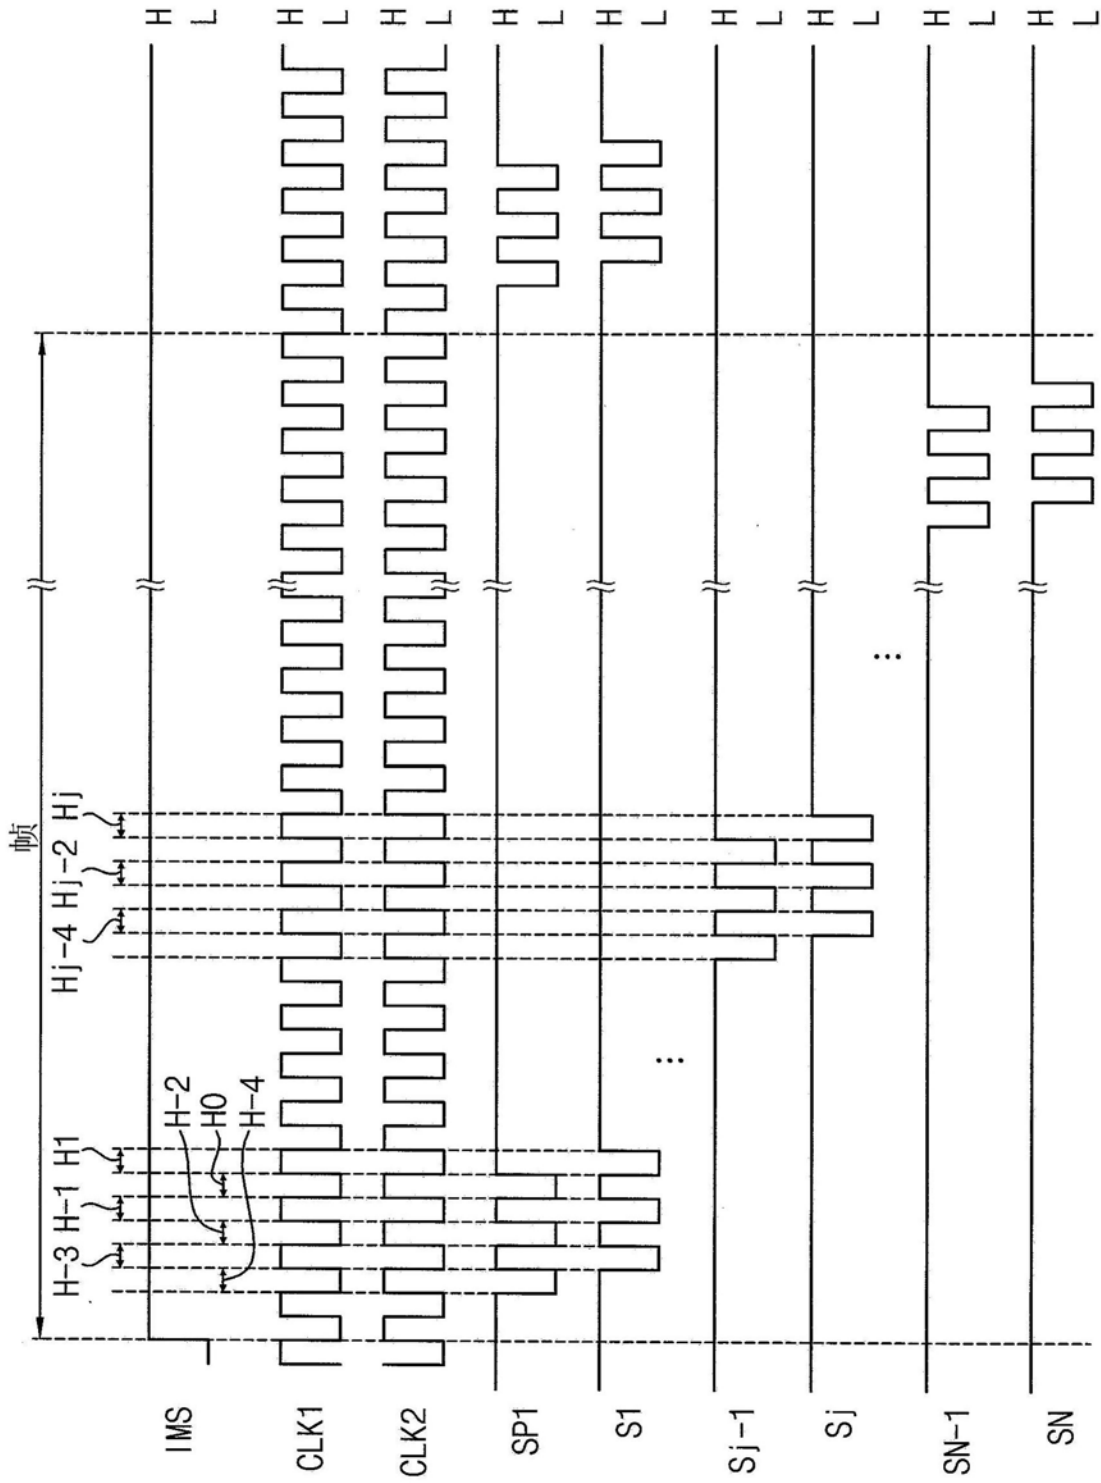 帧
H-3 H-1 H1 Hj-4 Hj-2 Hj
H-2
H0
H-4
IMS H L
CLK1 H L
CLK2 H L
SP1 H L
S1 H L
⋮
Sj-1 H L
Sj H L
⋮
SN-1 H L
SN H L